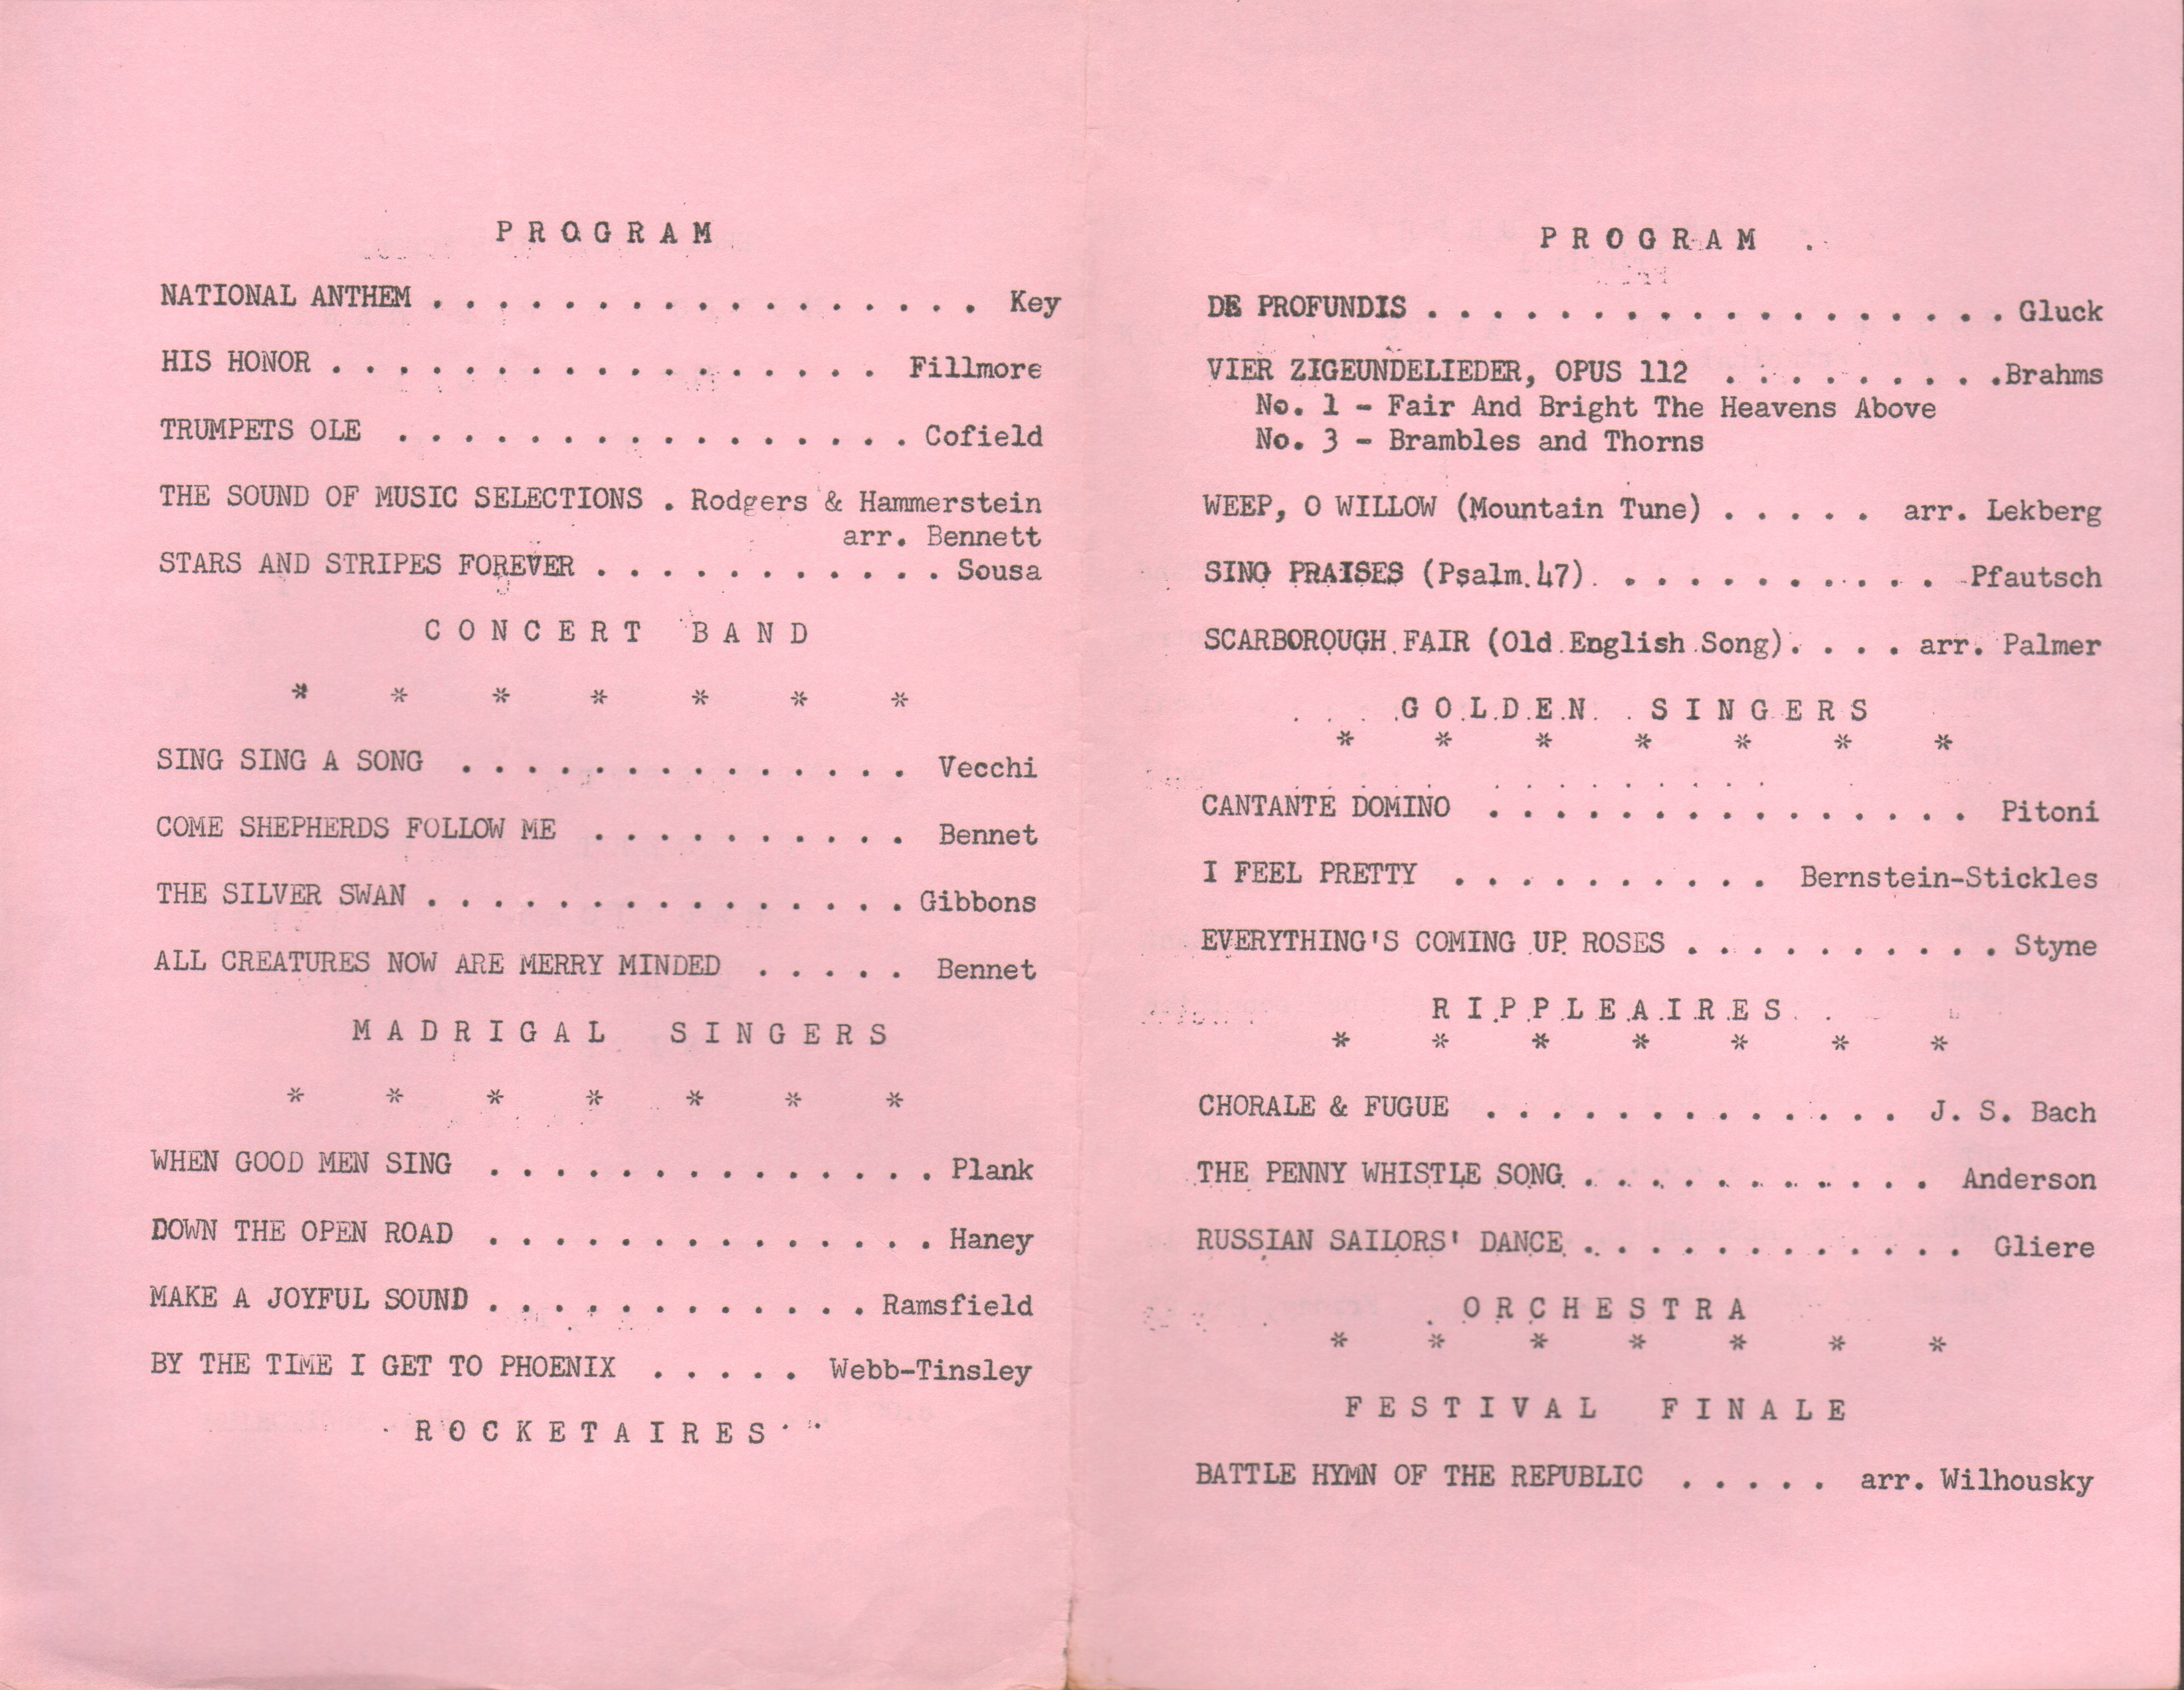 PROGRAM
NATIONAL ANTHEM . . . . . . . . . . . . . . . . . Key
HIS HONOR . . . . . . . . . . . . . . . . . Fillmore
TRUMPETS OLE . . . . . . . . . . . . . . . . Cofield
THE SOUND OF MUSIC SELECTIONS . Rodgers & Hammerstein
arr. Bennett
STARS AND STRIPES FOREVER . . . . . . . . . . . Sousa
CONCERT BAND
* * * * * * *
SING SING A SONG . . . . . . . . . . . . . . Vecchi
COME SHEPHERDS FOLLOW ME . . . . . . . . . . Bennet
THE SILVER SWAN . . . . . . . . . . . . . . . Gibbons
ALL CREATURES NOW ARE MERRY MINDED . . . . . Bennet
MADRIGAL SINGERS
* * * * * * *
WHEN GOOD MEN SING . . . . . . . . . . . . . . Plank
DOWN THE OPEN ROAD . . . . . . . . . . . . . . Haney
MAKE A JOYFUL SOUND . . . . . . . . . . . . Ramsfield
BY THE TIME I GET TO PHOENIX . . . . . Webb-Tinsley
ROCKETAIRES
PROGRAM
DE PROFUNDIS . . . . . . . . . . . . . . . . . . Gluck
VIER ZIGEUNDELIEDER, OPUS 112 . . . . . . . . .Brahms
No. 1 - Fair And Bright The Heavens Above
No. 3 - Brambles and Thorns
WEEP, O WILLOW (Mountain Tune) . . . . . arr. Lekberg
SING PRAISES (Psalm 47) . . . . . . . . . . . Pfautsch
SCARBOROUGH FAIR (Old English Song). . . . arr. Palmer
GOLDEN SINGERS
* * * * * * *
CANTANTE DOMINO . . . . . . . . . . . . . . . Pitoni
I FEEL PRETTY . . . . . . . . . . Bernstein-Stickles
EVERYTHING'S COMING UP ROSES . . . . . . . . . . Styne
RIPPLEAIRES
* * * * * * *
CHORALE & FUGUE . . . . . . . . . . . . . J. S. Bach
THE PENNY WHISTLE SONG . . . . . . . . . . . Anderson
RUSSIAN SAILORS' DANCE . . . . . . . . . . . . Gliere
ORCHESTRA
* * * * * * *
FESTIVAL FINALE
BATTLE HYMN OF THE REPUBLIC . . . . . arr. Wilhousky